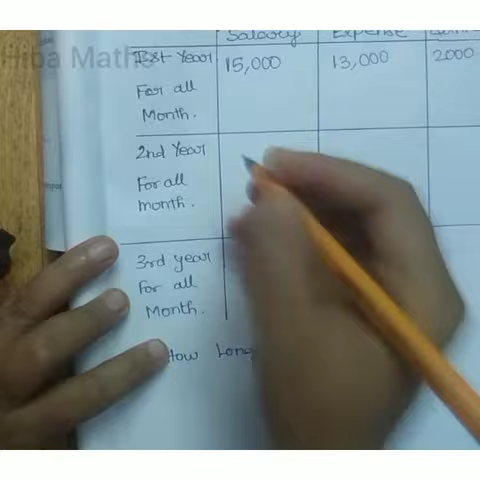 Hiba Maths
Salary Expense
Ist Year 15,000 13,000 2000
For all
Month.
2nd Year
For all
month.
3rd year
For all
Month.
How Long